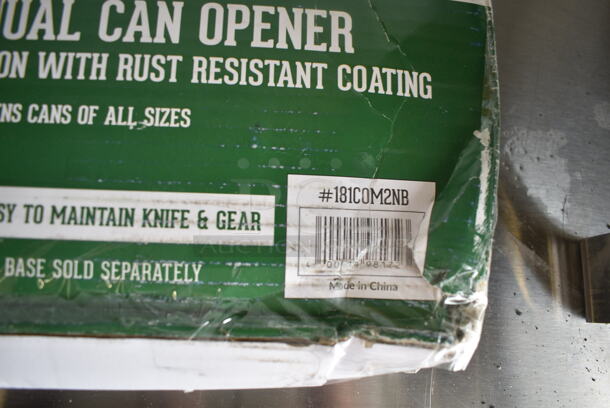 UAL CAN OPENER
ON WITH RUST RESISTANT COATING
NS CANS OF ALL SIZES
#181COM2NB
SY TO MAINTAIN KNIFE & GEAR
BASE SOLD SEPARATELY
Made in China